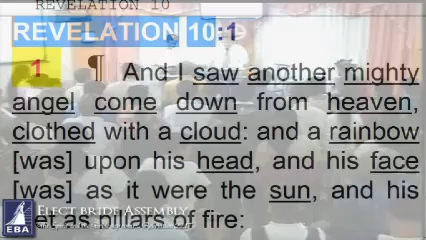 REVELATION 10
REVELATION 10:1
1 ¶ And I saw another mighty
angel come down from heaven,
clothed with a cloud: and a rainbow
[was] upon his head, and his face
[was] as it were the sun, and his
feet as pillars of fire:
ELECT BRIDE ASSEMBLY
EBA